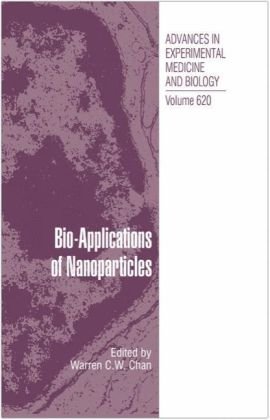 ADVANCES IN
EXPERIMENTAL
MEDICINE
AND BIOLOGY
Volume 620
Bio-Applications
of Nanoparticles
Edited by
Warren C.W. Chan